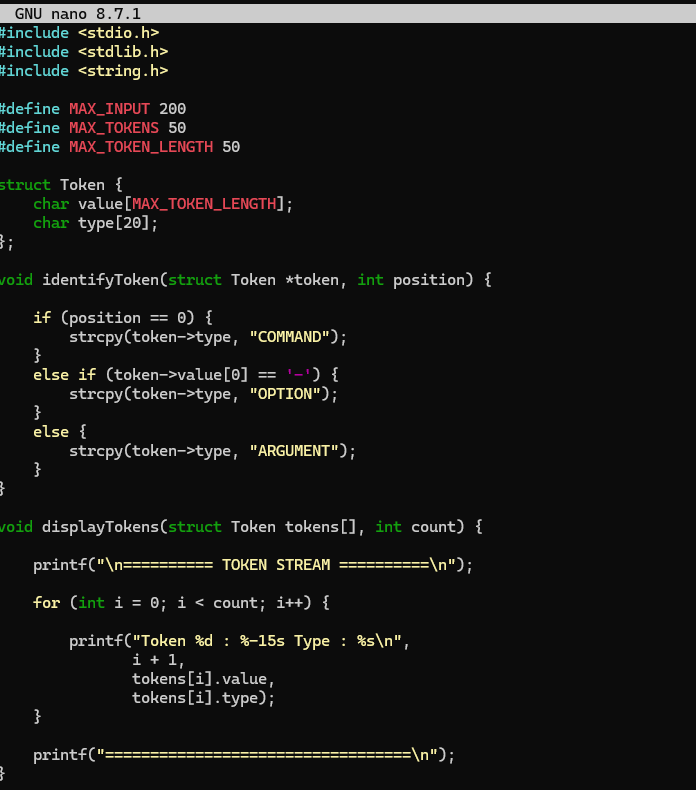 GNU nano 8.7.1
#include <stdio.h>
#include <stdlib.h>
#include <string.h>

#define MAX_INPUT 200
#define MAX_TOKENS 50
#define MAX_TOKEN_LENGTH 50

struct Token {
    char value[MAX_TOKEN_LENGTH];
    char type[20];
};

void identifyToken(struct Token *token, int position) {

    if (position == 0) {
        strcpy(token->type, "COMMAND");
    }
    else if (token->value[0] == '-') {
        strcpy(token->type, "OPTION");
    }
    else {
        strcpy(token->type, "ARGUMENT");
    }
}

void displayTokens(struct Token tokens[], int count) {

    printf("\n========== TOKEN STREAM ==========\n");

    for (int i = 0; i < count; i++) {

        printf("Token %d : %-15s Type : %s\n",
               i + 1,
               tokens[i].value,
               tokens[i].type);
    }

    printf("==================================\n");
}